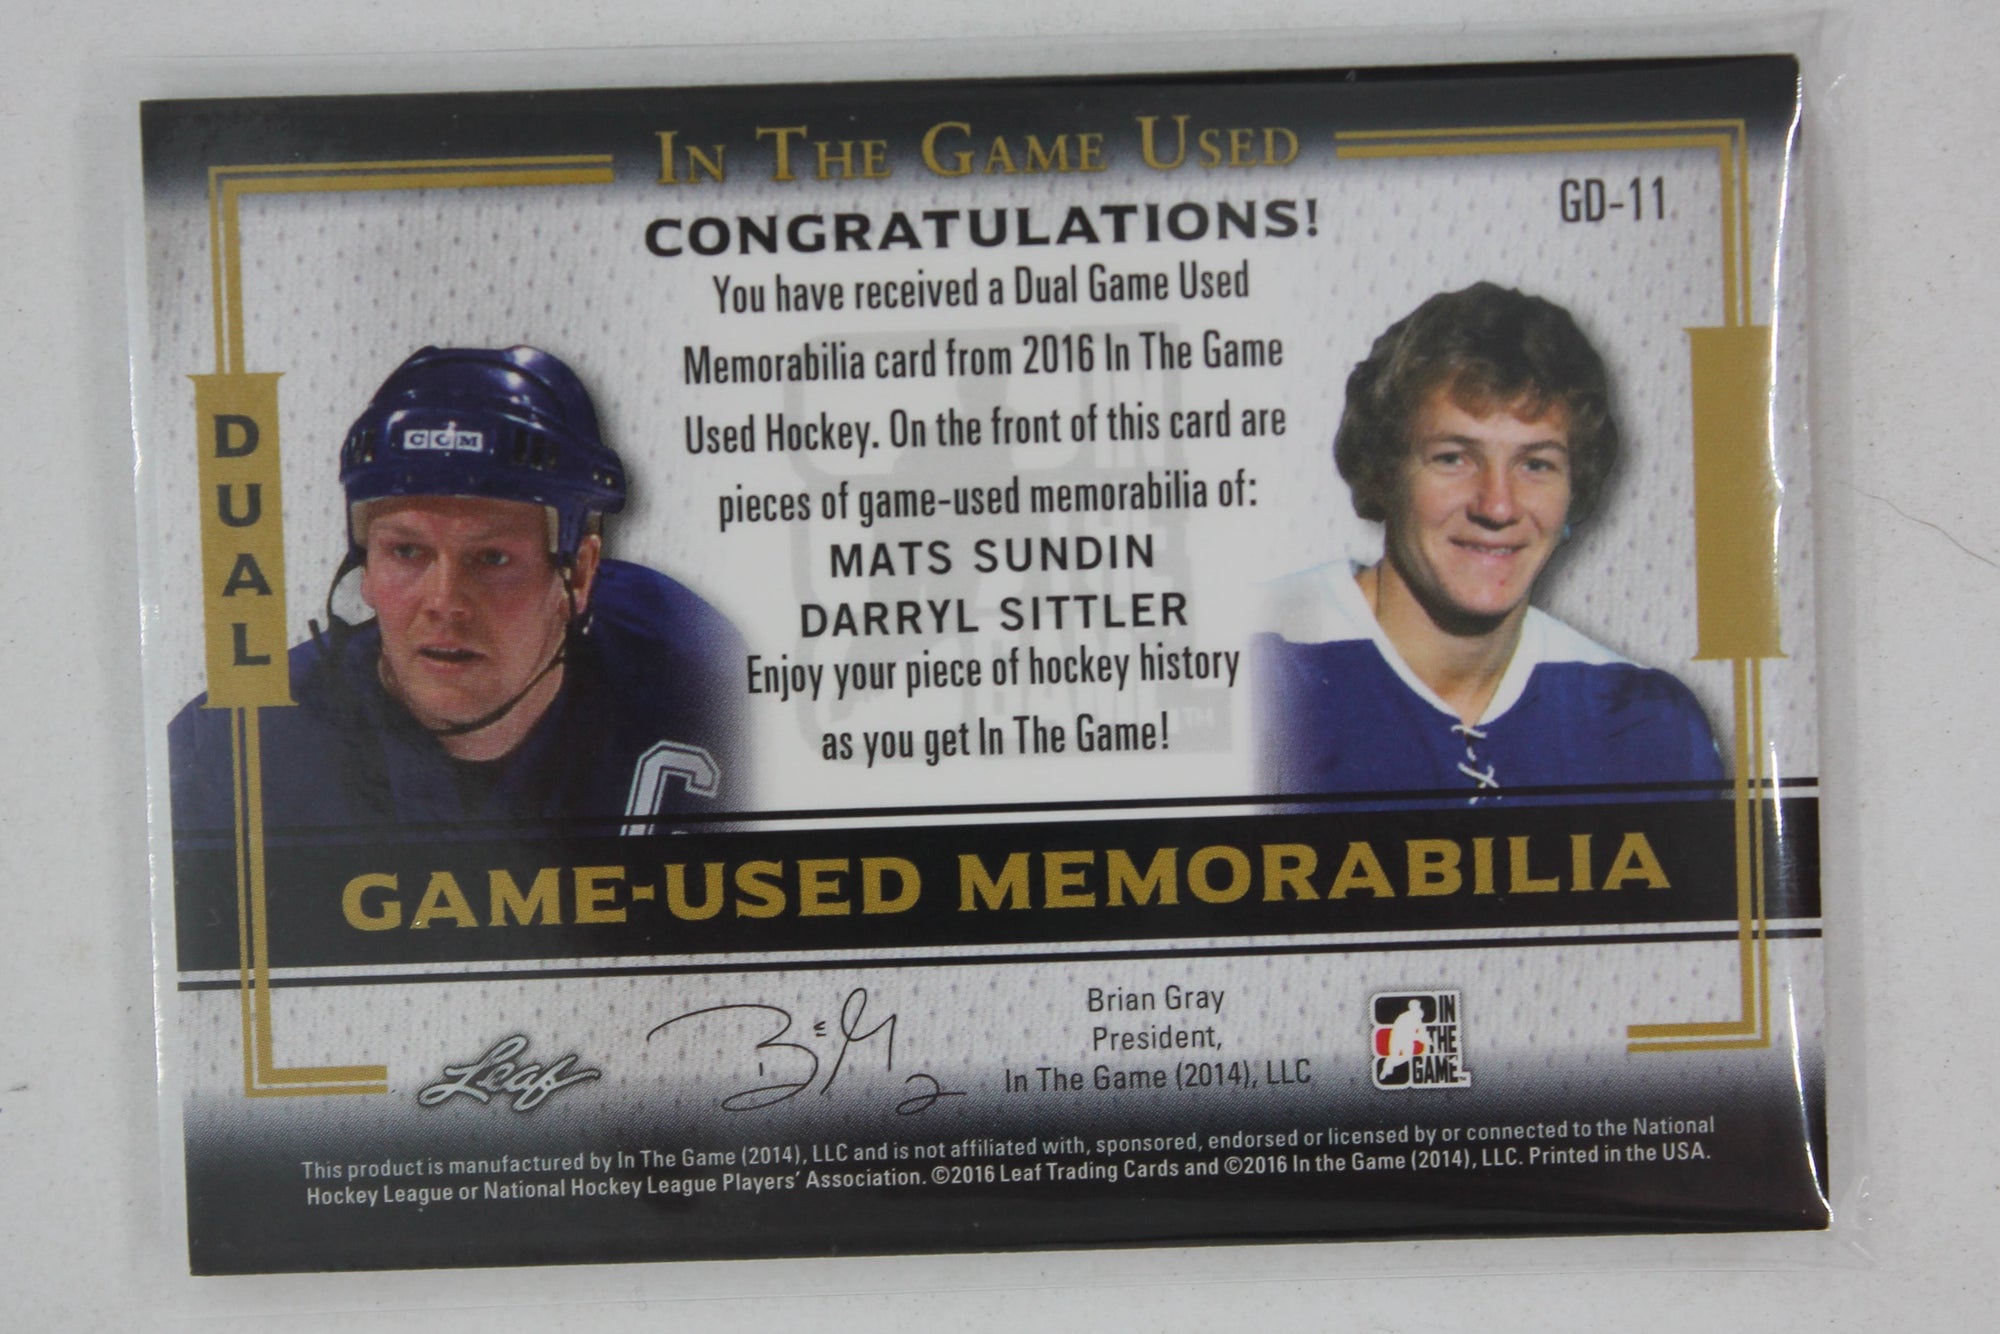 IN THE GAME USED
GD-11
CONGRATULATIONS!
You have received a Dual Game Used
Memorabilia card from 2016 In The Game
Used Hockey. On the front of this card are
pieces of game-used memorabilia of:
MATS SUNDIN
DARRYL SITTLER
Enjoy your piece of hockey history
as you get In The Game!
DUAL
CCM
C
GAME-USED MEMORABILIA
Leaf
Brian Gray
President,
In The Game (2014), LLC
IN
THE
GAME™
This product is manufactured by In The Game (2014), LLC and is not affiliated with, sponsored, endorsed or licensed by or connected to the National
Hockey League or National Hockey League Players' Association. ©2016 Leaf Trading Cards and ©2016 In the Game (2014), LLC. Printed in the USA.